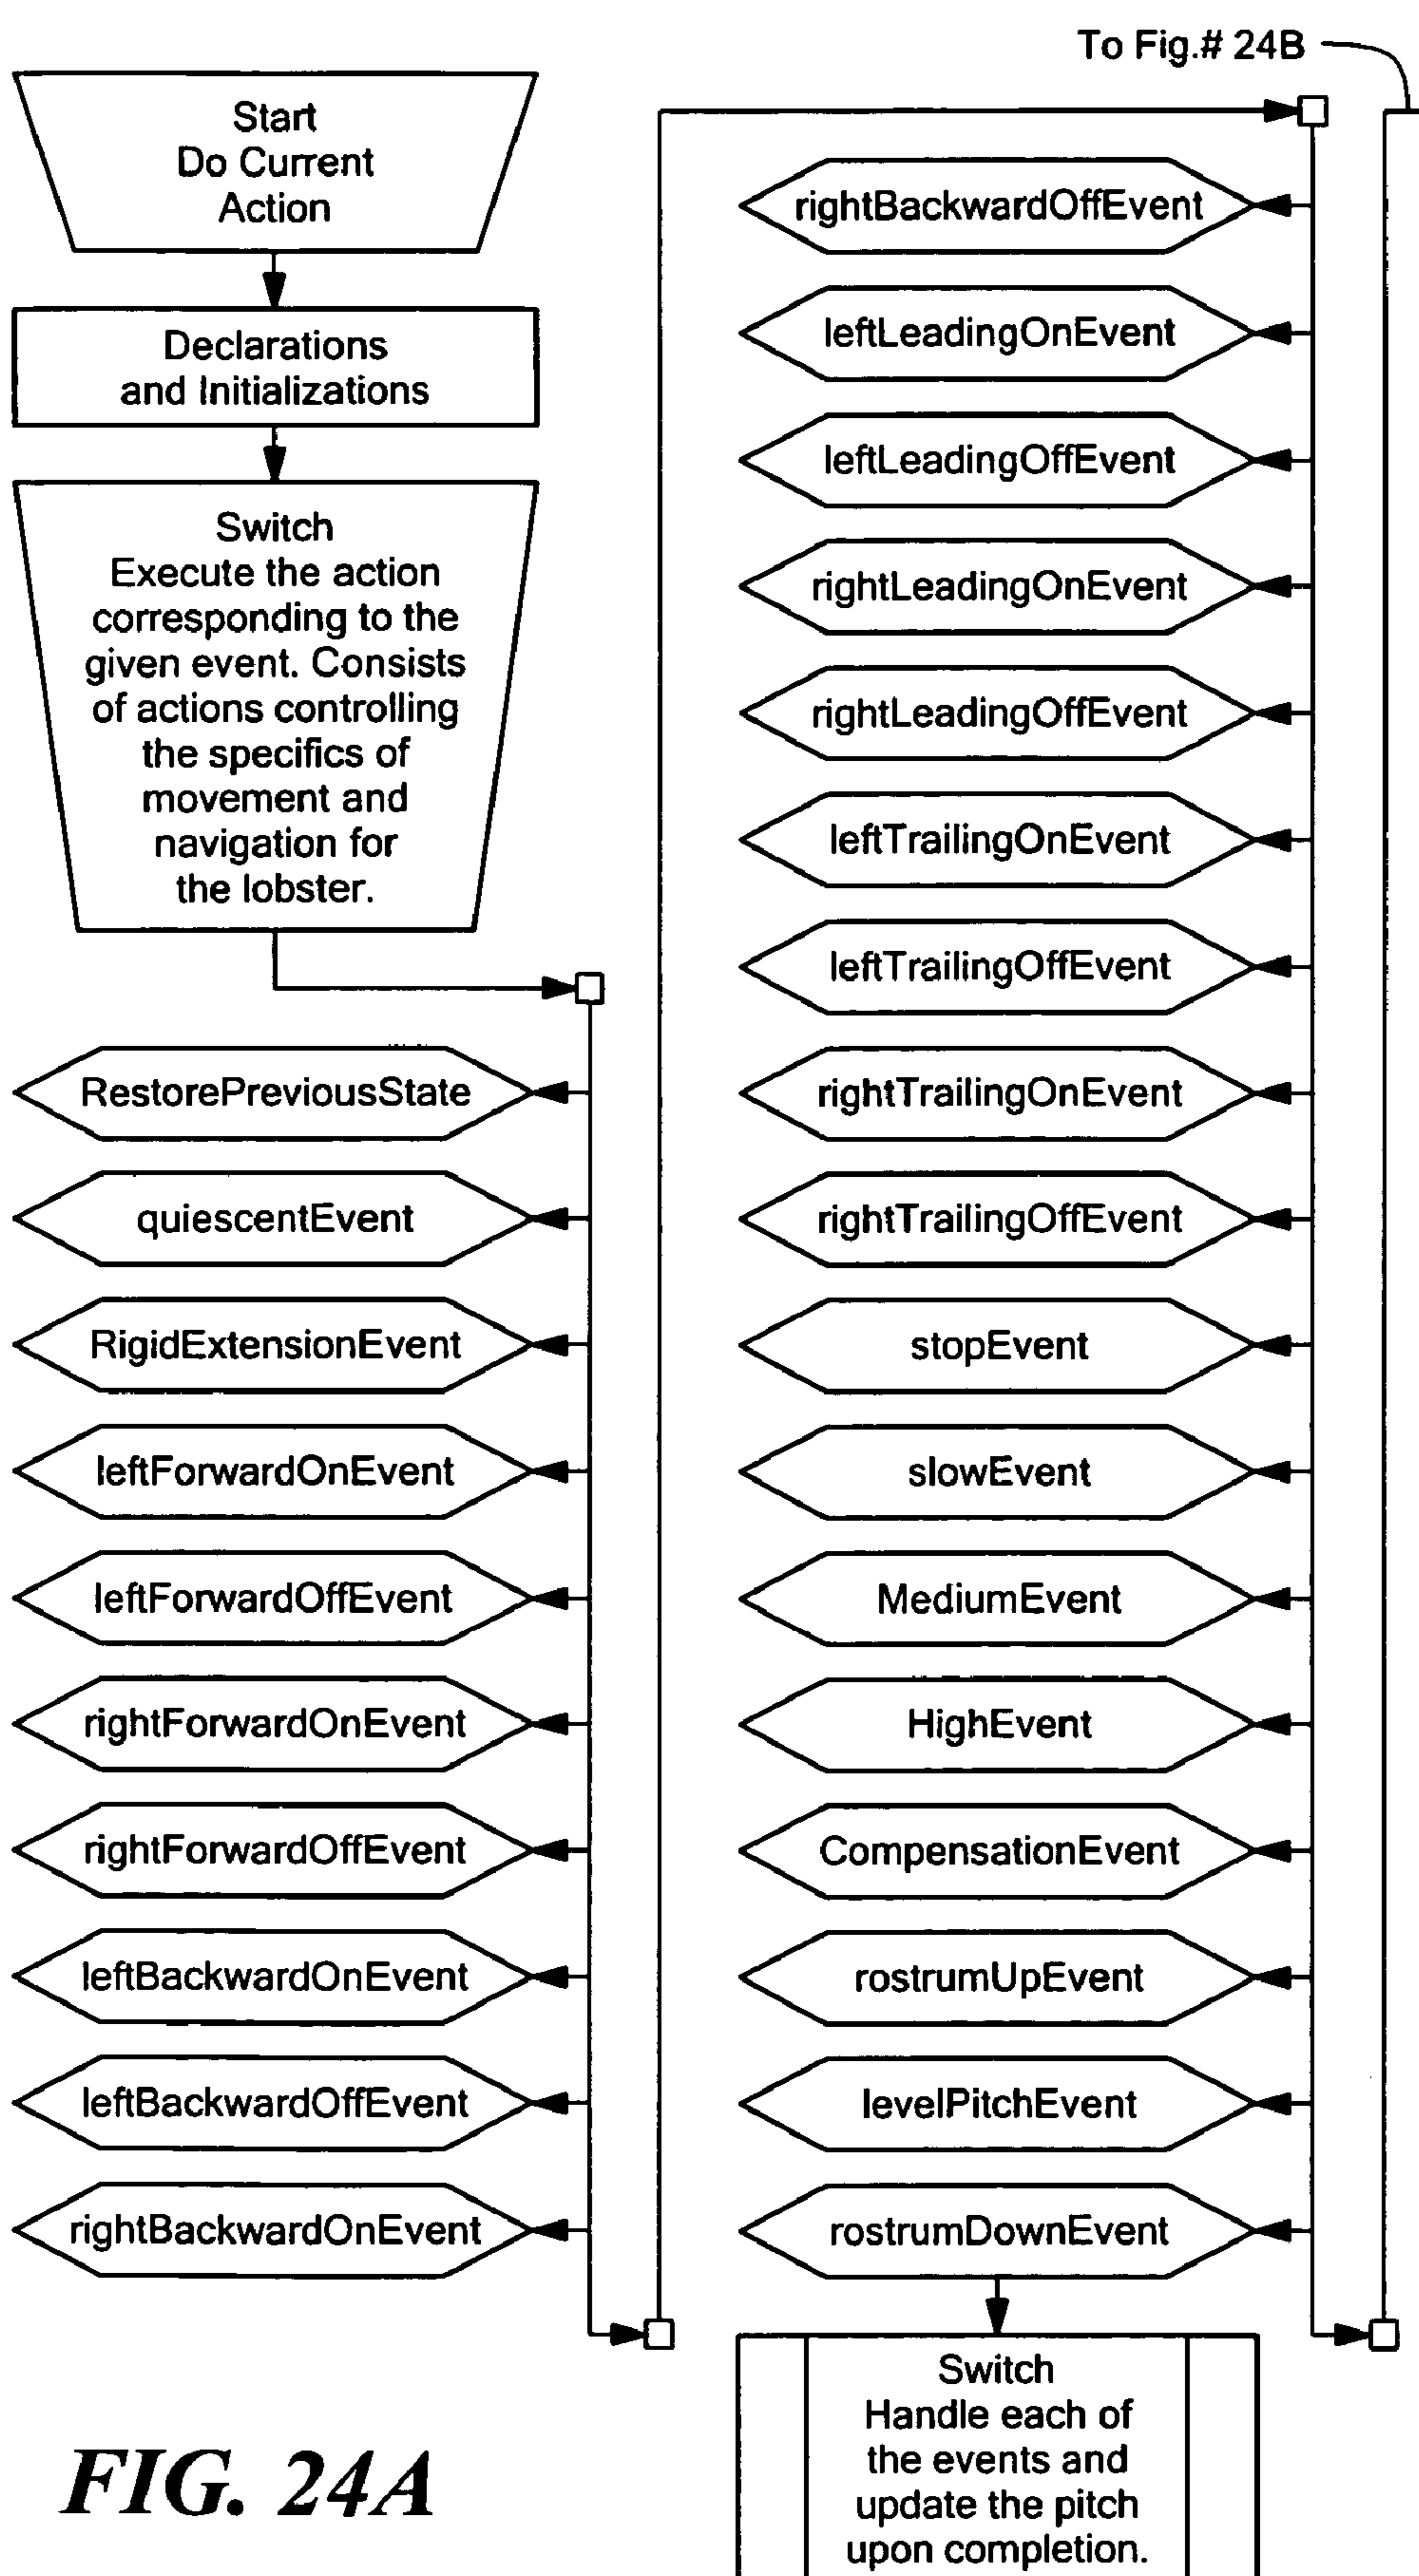 To Fig.# 24B
Start
Do Current
Action
Declarations
and Initializations
Switch
Execute the action
corresponding to the
given event. Consists
of actions controlling
the specifics of
movement and
navigation for
the lobster.
RestorePreviousState
quiescentEvent
RigidExtensionEvent
leftForwardOnEvent
leftForwardOffEvent
rightForwardOnEvent
rightForwardOffEvent
leftBackwardOnEvent
leftBackwardOffEvent
rightBackwardOnEvent
rightBackwardOffEvent
leftLeadingOnEvent
leftLeadingOffEvent
rightLeadingOnEvent
rightLeadingOffEvent
leftTrailingOnEvent
leftTrailingOffEvent
rightTrailingOnEvent
rightTrailingOffEvent
stopEvent
slowEvent
MediumEvent
HighEvent
CompensationEvent
rostrumUpEvent
levelPitchEvent
rostrumDownEvent
Switch
Handle each of
the events and
update the pitch
upon completion.
FIG. 24A